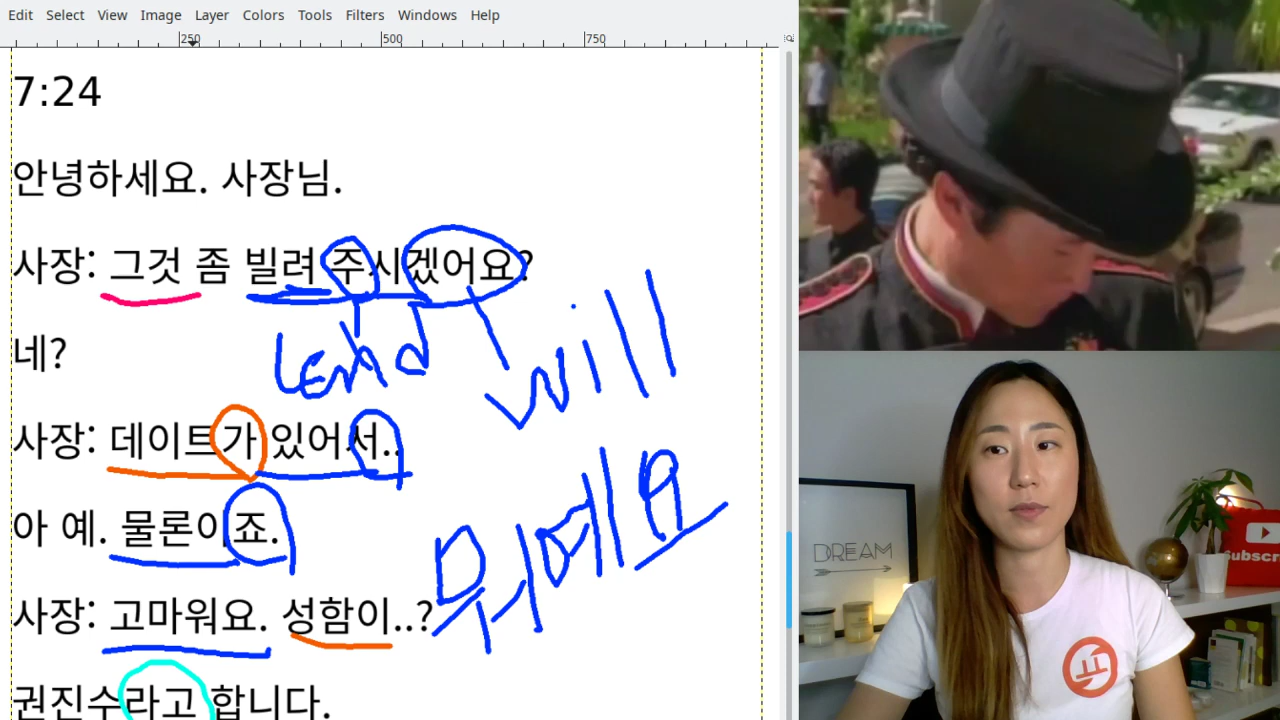 Edit Select View Image Layer Colors Tools Filters Windows Help
250 500 750
7:24
안녕하세요. 사장님.
사장: 그것 좀 빌려 주시겠어요?
Lend
will
네?
사장: 데이트가 있어서..
아 예. 물론이죠.
뭐예요
사장: 고마워요. 성함이..?
권진수라고 합니다.
DREAM
Subscr